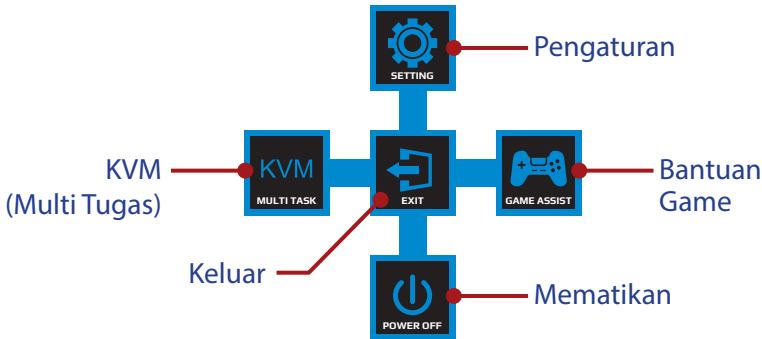 SETTING
Pengaturan
KVM
(Multi Tugas)
KVM
MULTI TASK
EXIT
GAME ASSIST
Bantuan
Game
Keluar
POWER OFF
Mematikan